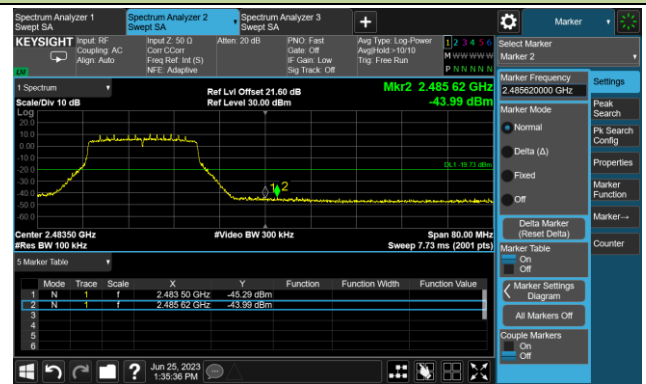 Spectrum Analyzer 1
Swept SA
Spectrum Analyzer 2
Swept SA
Spectrum Analyzer 3
Swept SA
Marker
KEYSIGHT
Input: RF
Coupling: AC
Align: Auto
Input Z: 50 Ω
Corr CCorr
Freq Ref: Int (S)
NFE: Adaptive
Atten: 20 dB
PNO: Fast
Gate: Off
IF Gain: Low
Sig Track: Off
Avg Type: Log-Power
Avg|Hold:>10/10
Trig: Free Run
1 2 3 4 5 6
M W W W W W
P N N N N N
Select Marker
Marker 2
1 Spectrum
Scale/Div 10 dB
Ref Lvl Offset 21.60 dB
Ref Level 30.00 dBm
Mkr2 2.485 62 GHz
-43.99 dBm
Log
20.0
10.0
0.00
-10.0
-20.0
-30.0
-40.0
-50.0
-60.0
DL1 -19.73 dBm
1
2
Center 2.48350 GHz
#Res BW 100 kHz
#Video BW 300 kHz
Span 80.00 MHz
Sweep 7.73 ms (2001 pts)
5 Marker Table
Mode Trace Scale X Y Function Function Width Function Value
1 N 1 f 2.483 50 GHz -45.29 dBm
2 N 1 f 2.485 62 GHz -43.99 dBm
3
4
5
6
Marker Frequency
2.485620000 GHz
Marker Mode
Normal
Delta (Δ)
Fixed
Off
Delta Marker
(Reset Delta)
Marker Table
On
Off
Marker Settings
Diagram
All Markers Off
Couple Markers
On
Off
Settings
Peak
Search
Pk Search
Config
Properties
Marker
Function
Marker→
Counter
Jun 25, 2023
1:35:36 PM